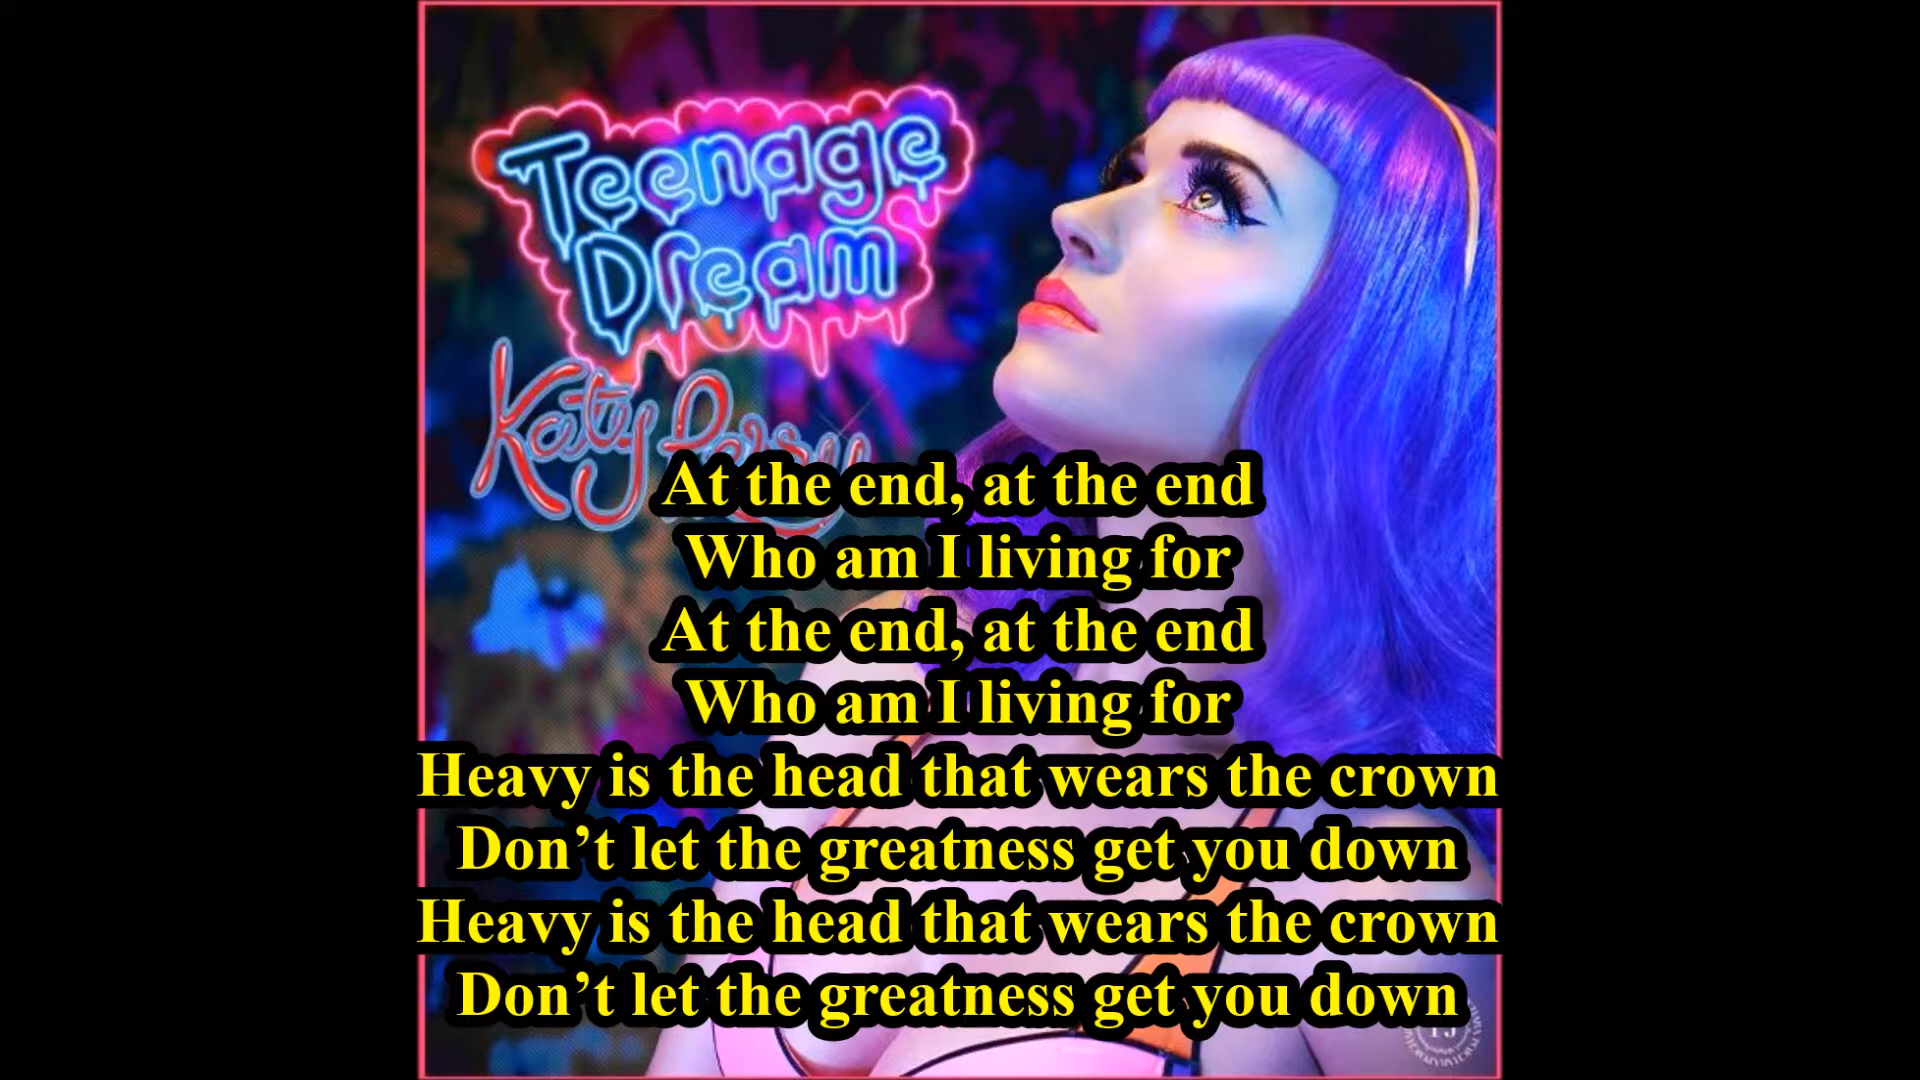 Teenage
Dream
Katy Perry
At the end, at the end
Who am I living for
At the end, at the end
Who am I living for
Heavy is the head that wears the crown
Don’t let the greatness get you down
Heavy is the head that wears the crown
Don’t let the greatness get you down